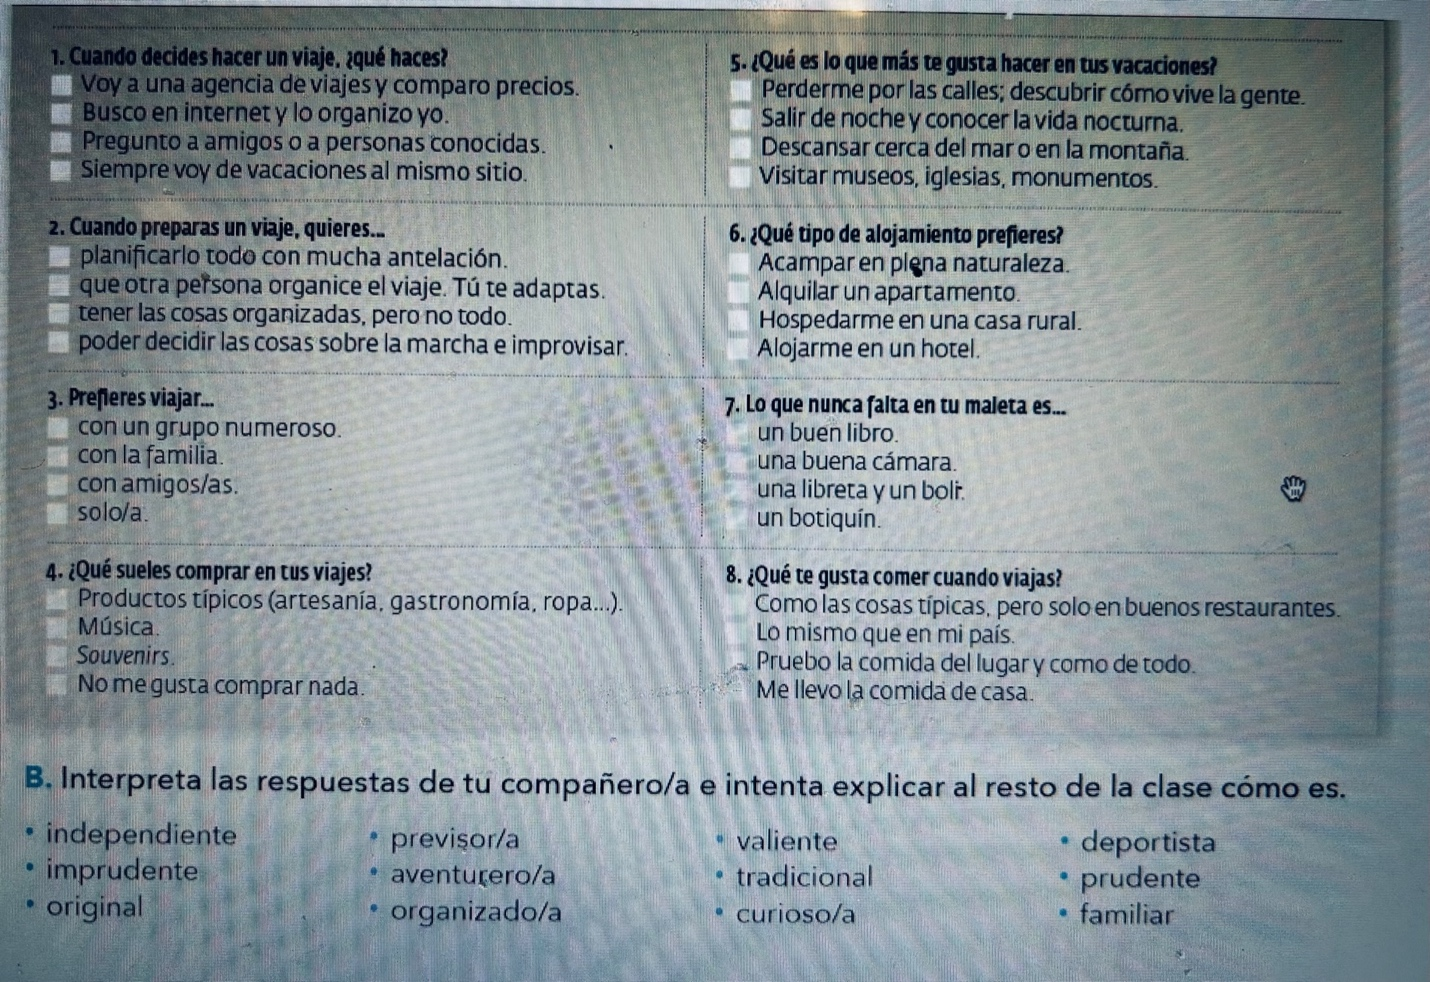 1. Cuando decides hacer un viaje, ¿qué haces?
Voy a una agencia de viajes y comparo precios.
Busco en internet y lo organizo yo.
Pregunto a amigos o a personas conocidas.
Siempre voy de vacaciones al mismo sitio.
2. Cuando preparas un viaje, quieres...
planificarlo todo con mucha antelación.
que otra persona organice el viaje. Tú te adaptas.
tener las cosas organizadas, pero no todo.
poder decidir las cosas sobre la marcha e improvisar.
3. Prefieres viajar...
con un grupo numeroso.
con la familia.
con amigos/as.
solo/a.
4. ¿Qué sueles comprar en tus viajes?
Productos típicos (artesanía, gastronomía, ropa...).
Música.
Souvenirs.
No me gusta comprar nada.
5. ¿Qué es lo que más te gusta hacer en tus vacaciones?
Perderme por las calles; descubrir cómo vive la gente.
Salir de noche y conocer la vida nocturna.
Descansar cerca del mar o en la montaña.
Visitar museos, iglesias, monumentos.
6. ¿Qué tipo de alojamiento prefieres?
Acampar en plena naturaleza.
Alquilar un apartamento.
Hospedarme en una casa rural.
Alojarme en un hotel.
7. Lo que nunca falta en tu maleta es...
un buen libro.
una buena cámara.
una libreta y un boli.
un botiquín.
8. ¿Qué te gusta comer cuando viajas?
Como las cosas típicas, pero solo en buenos restaurantes.
Lo mismo que en mi país.
Pruebo la comida del lugar y como de todo.
Me llevo la comida de casa.
B. Interpreta las respuestas de tu compañero/a e intenta explicar al resto de la clase cómo es.
• independiente
• imprudente
• original
• previsor/a
• aventurero/a
• organizado/a
• valiente
• tradicional
• curioso/a
• deportista
• prudente
• familiar